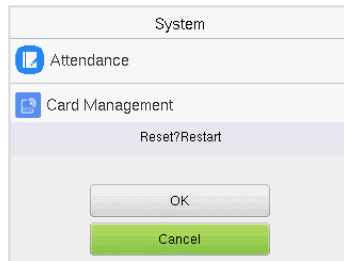 System
Attendance
Card Management
Reset?Restart
OK
Cancel